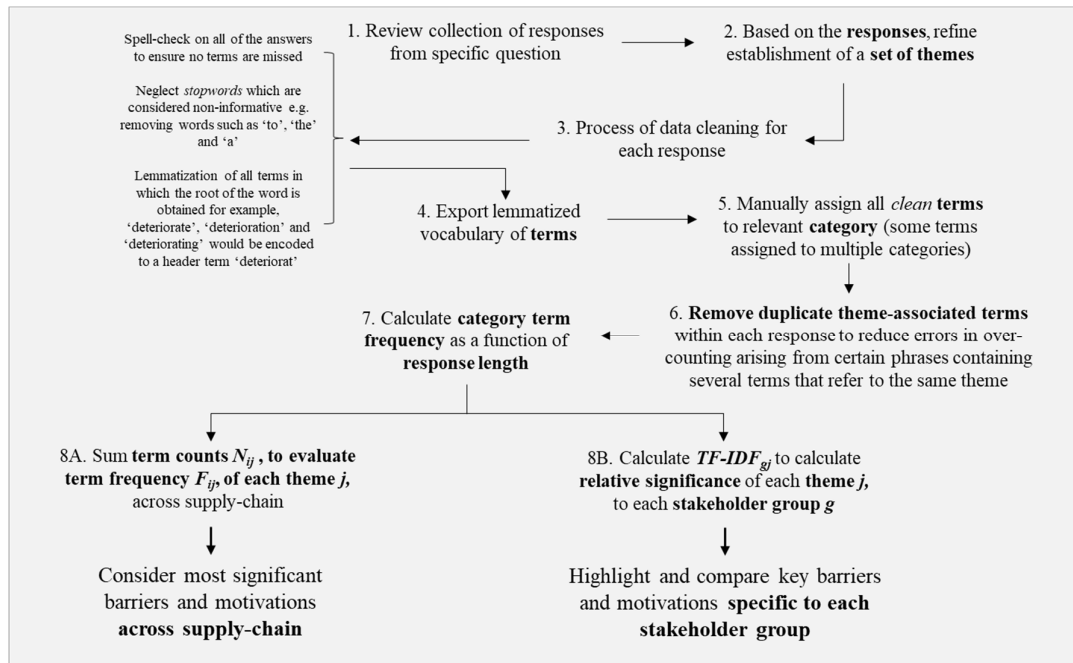 Spell-check on all of the answers
to ensure no terms are missed
Neglect stopwords which are
considered non-informative e.g.
removing words such as ‘to’, ‘the’
and ‘a’
Lemmatization of all terms in
which the root of the word is
obtained for example,
‘deteriorate’, ‘deterioration’ and
‘deteriorating’ would be encoded
to a header term ‘deteriorat’
1. Review collection of responses
from specific question
2. Based on the responses, refine
establishment of a set of themes
3. Process of data cleaning for
each response
4. Export lemmatized
vocabulary of terms
5. Manually assign all clean terms
to relevant category (some terms
assigned to multiple categories)
6. Remove duplicate theme-associated terms
within each response to reduce errors in over-
counting arising from certain phrases containing
several terms that refer to the same theme
7. Calculate category term
frequency as a function of
response length
8A. Sum term counts Nij , to evaluate
term frequency Fij, of each theme j,
across supply-chain
8B. Calculate TF-IDFgj to calculate
relative significance of each theme j,
to each stakeholder group g
Consider most significant
barriers and motivations
across supply-chain
Highlight and compare key barriers
and motivations specific to each
stakeholder group